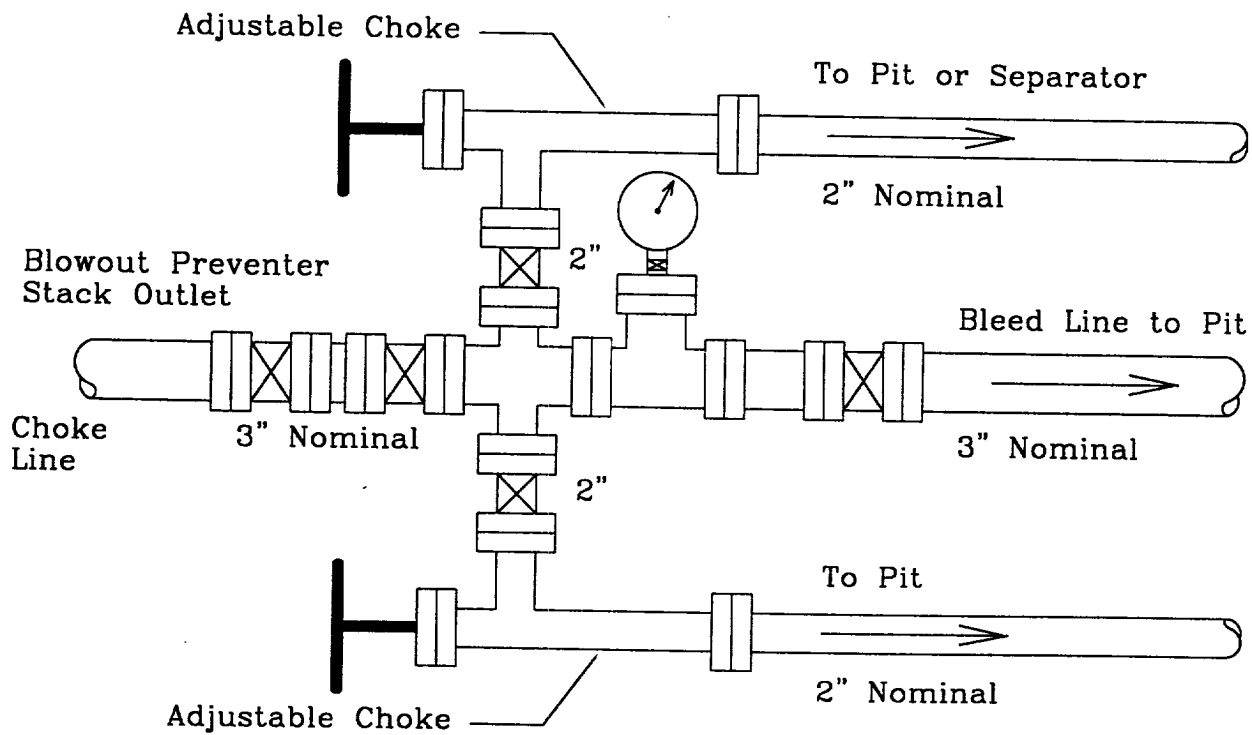 Adjustable Choke
To Pit or Separator
2" Nominal
2"
Blowout Preventer
Stack Outlet
Bleed Line to Pit
Choke
Line
3" Nominal
3" Nominal
2"
To Pit
2" Nominal
Adjustable Choke